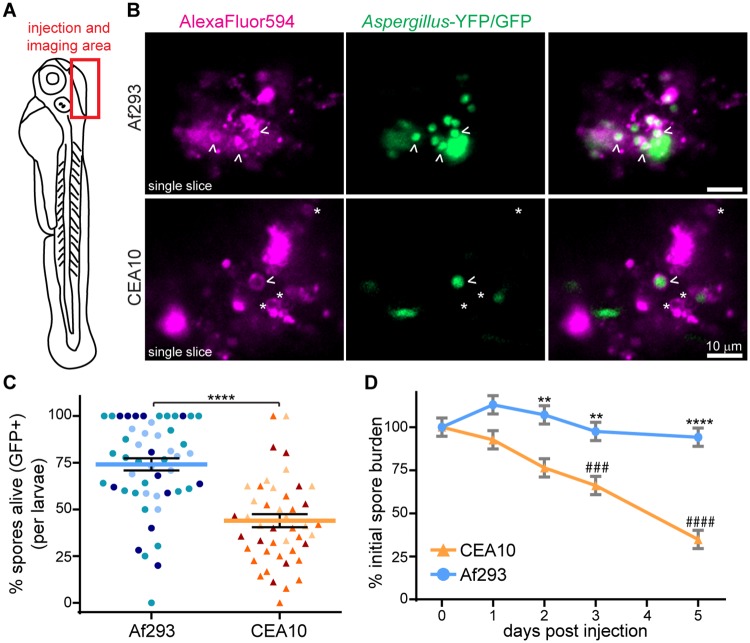 A
injection and
imaging area
B
AlexaFluor594
Aspergillus-YFP/GFP
Af293
single slice
CEA10
single slice
10 μm
C
% spores alive (GFP+)
(per larvae)
100
75
50
25
0
****
Af293
CEA10
D
% initial spore burden
100
75
50
25
0
**
**
****
###
####
CEA10
Af293
0
1
2
3
4
5
days post injection